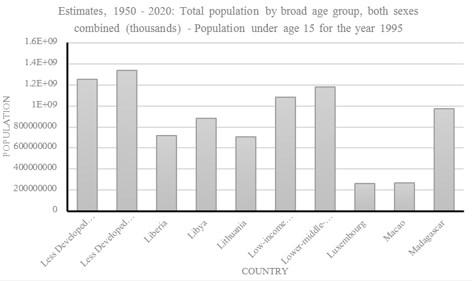 Estimates, 1950 - 2020: Total population by broad age group, both sexes
combined (thousands) - Population under age 15 for the year 1995
1.6E+09
1.4E+09
1.2E+09
1E+09
800000000
600000000
400000000
200000000
0
POPULATION
Less Developed…
Less Developed…
Liberia
Libya
Lithuania
Low-income…
Lower-middle-…
Luxembourg
Macao
Madagascar
COUNTRY